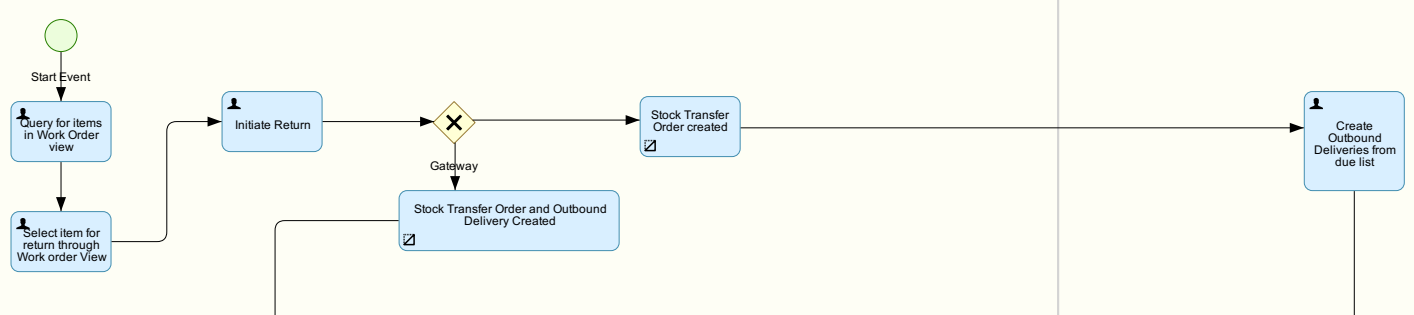 Start Event
Query for items
in Work Order
view
Select item for
return through
Work order View
Initiate Return
Gateway
Stock Transfer
Order created
Stock Transfer Order and Outbound
Delivery Created
Create
Outbound
Deliveries from
due list